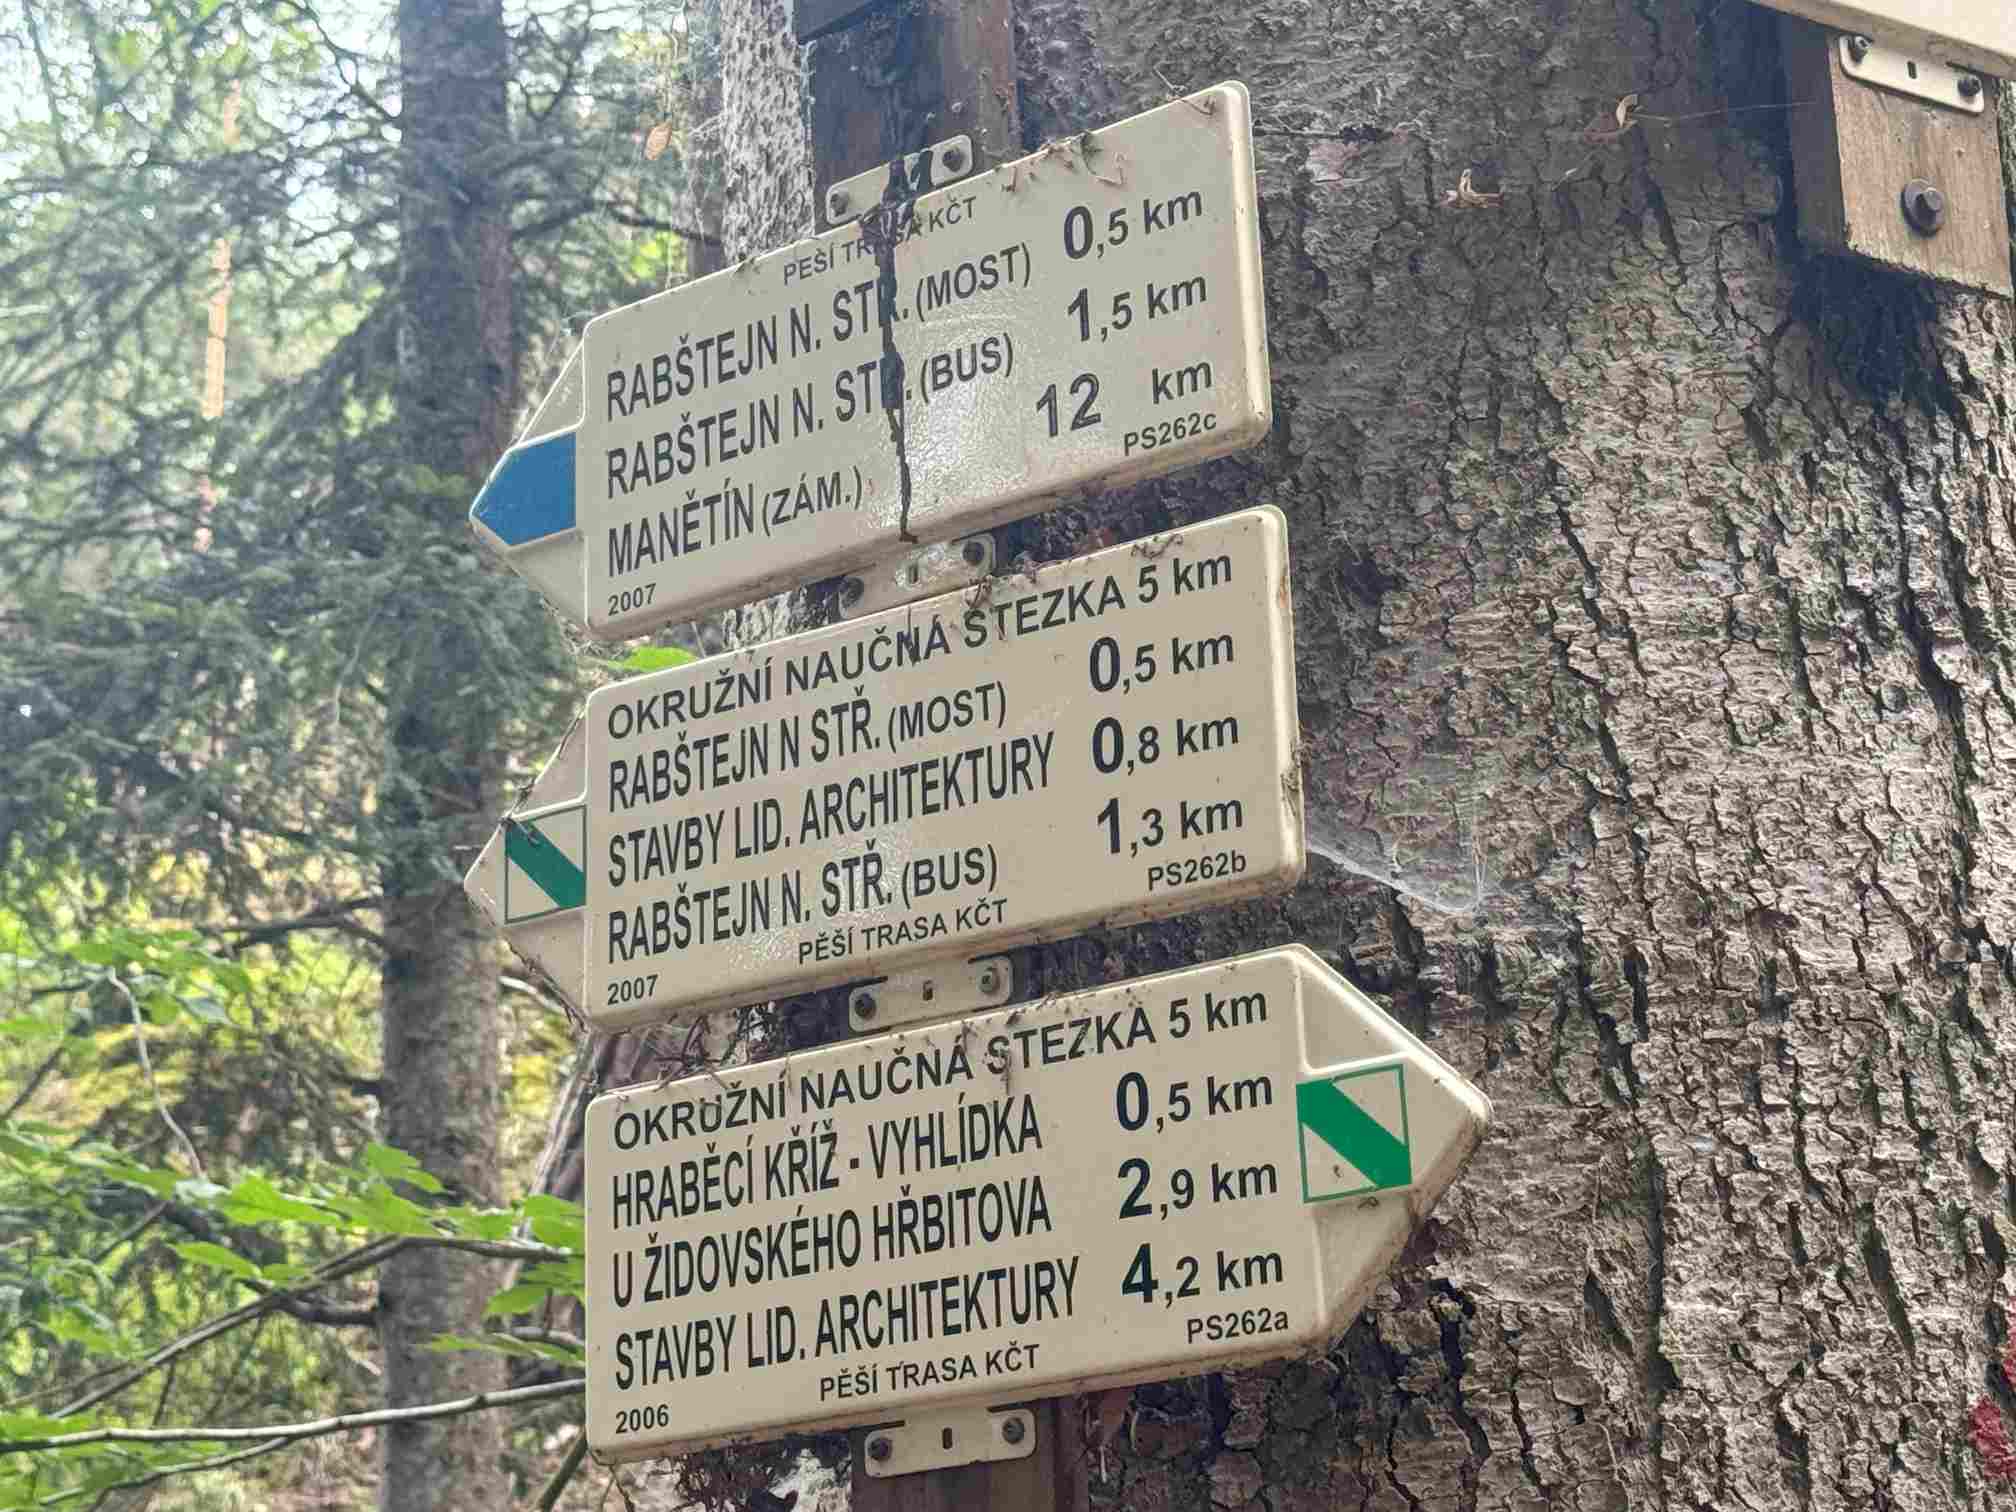 PĚŠÍ TRASA KČT
RABŠTEJN N. STŘ. (MOST) 0,5 km
RABŠTEJN N. STŘ. (BUS) 1,5 km
MANĚTÍN (ZÁM.) 12 km
PS262c
2007
OKRUŽNÍ NAUČNÁ STEZKA 5 km
RABŠTEJN N STŘ. (MOST) 0,5 km
STAVBY LID. ARCHITEKTURY 0,8 km
RABŠTEJN N. STŘ. (BUS) 1,3 km
PĚŠÍ TRASA KČT PS262b
2007
OKRUŽNÍ NAUČNÁ STEZKA 5 km
HRABĚCÍ KŘÍŽ - VYHLÍDKA 0,5 km
U ŽIDOVSKÉHO HŘBITOVA 2,9 km
STAVBY LID. ARCHITEKTURY 4,2 km
PĚŠÍ TRASA KČT PS262a
2006